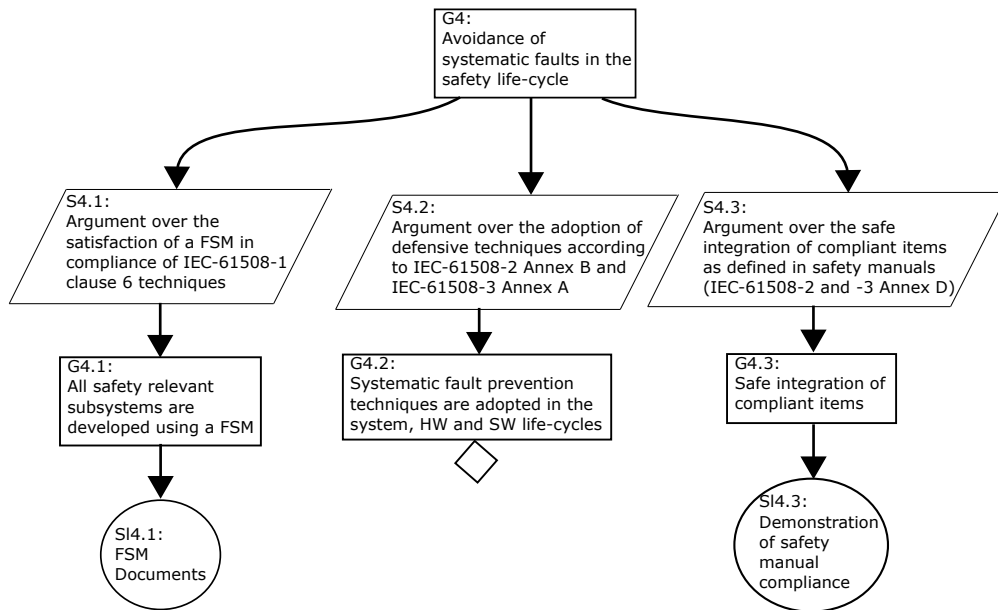 G4:
Avoidance of
systematic faults in the
safety life-cycle
S4.1:
Argument over the
satisfaction of a FSM in
compliance of IEC-61508-1
clause 6 techniques
S4.2:
Argument over the adoption of
defensive techniques according
to IEC-61508-2 Annex B and
IEC-61508-3 Annex A
S4.3:
Argument over the safe
integration of compliant items
as defined in safety manuals
(IEC-61508-2 and -3 Annex D)
G4.1:
All safety relevant
subsystems are
developed using a FSM
G4.2:
Systematic fault prevention
techniques are adopted in the
system, HW and SW life-cycles
G4.3:
Safe integration of
compliant items
Sl4.1:
FSM
Documents
Sl4.3:
Demonstration
of safety
manual
compliance